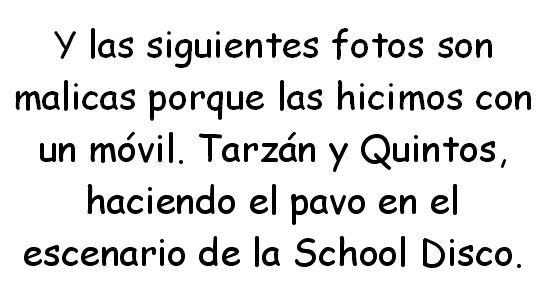 Y las siguientes fotos son
malicas porque las hicimos con
un móvil. Tarzán y Quintos,
haciendo el pavo en el
escenario de la School Disco.